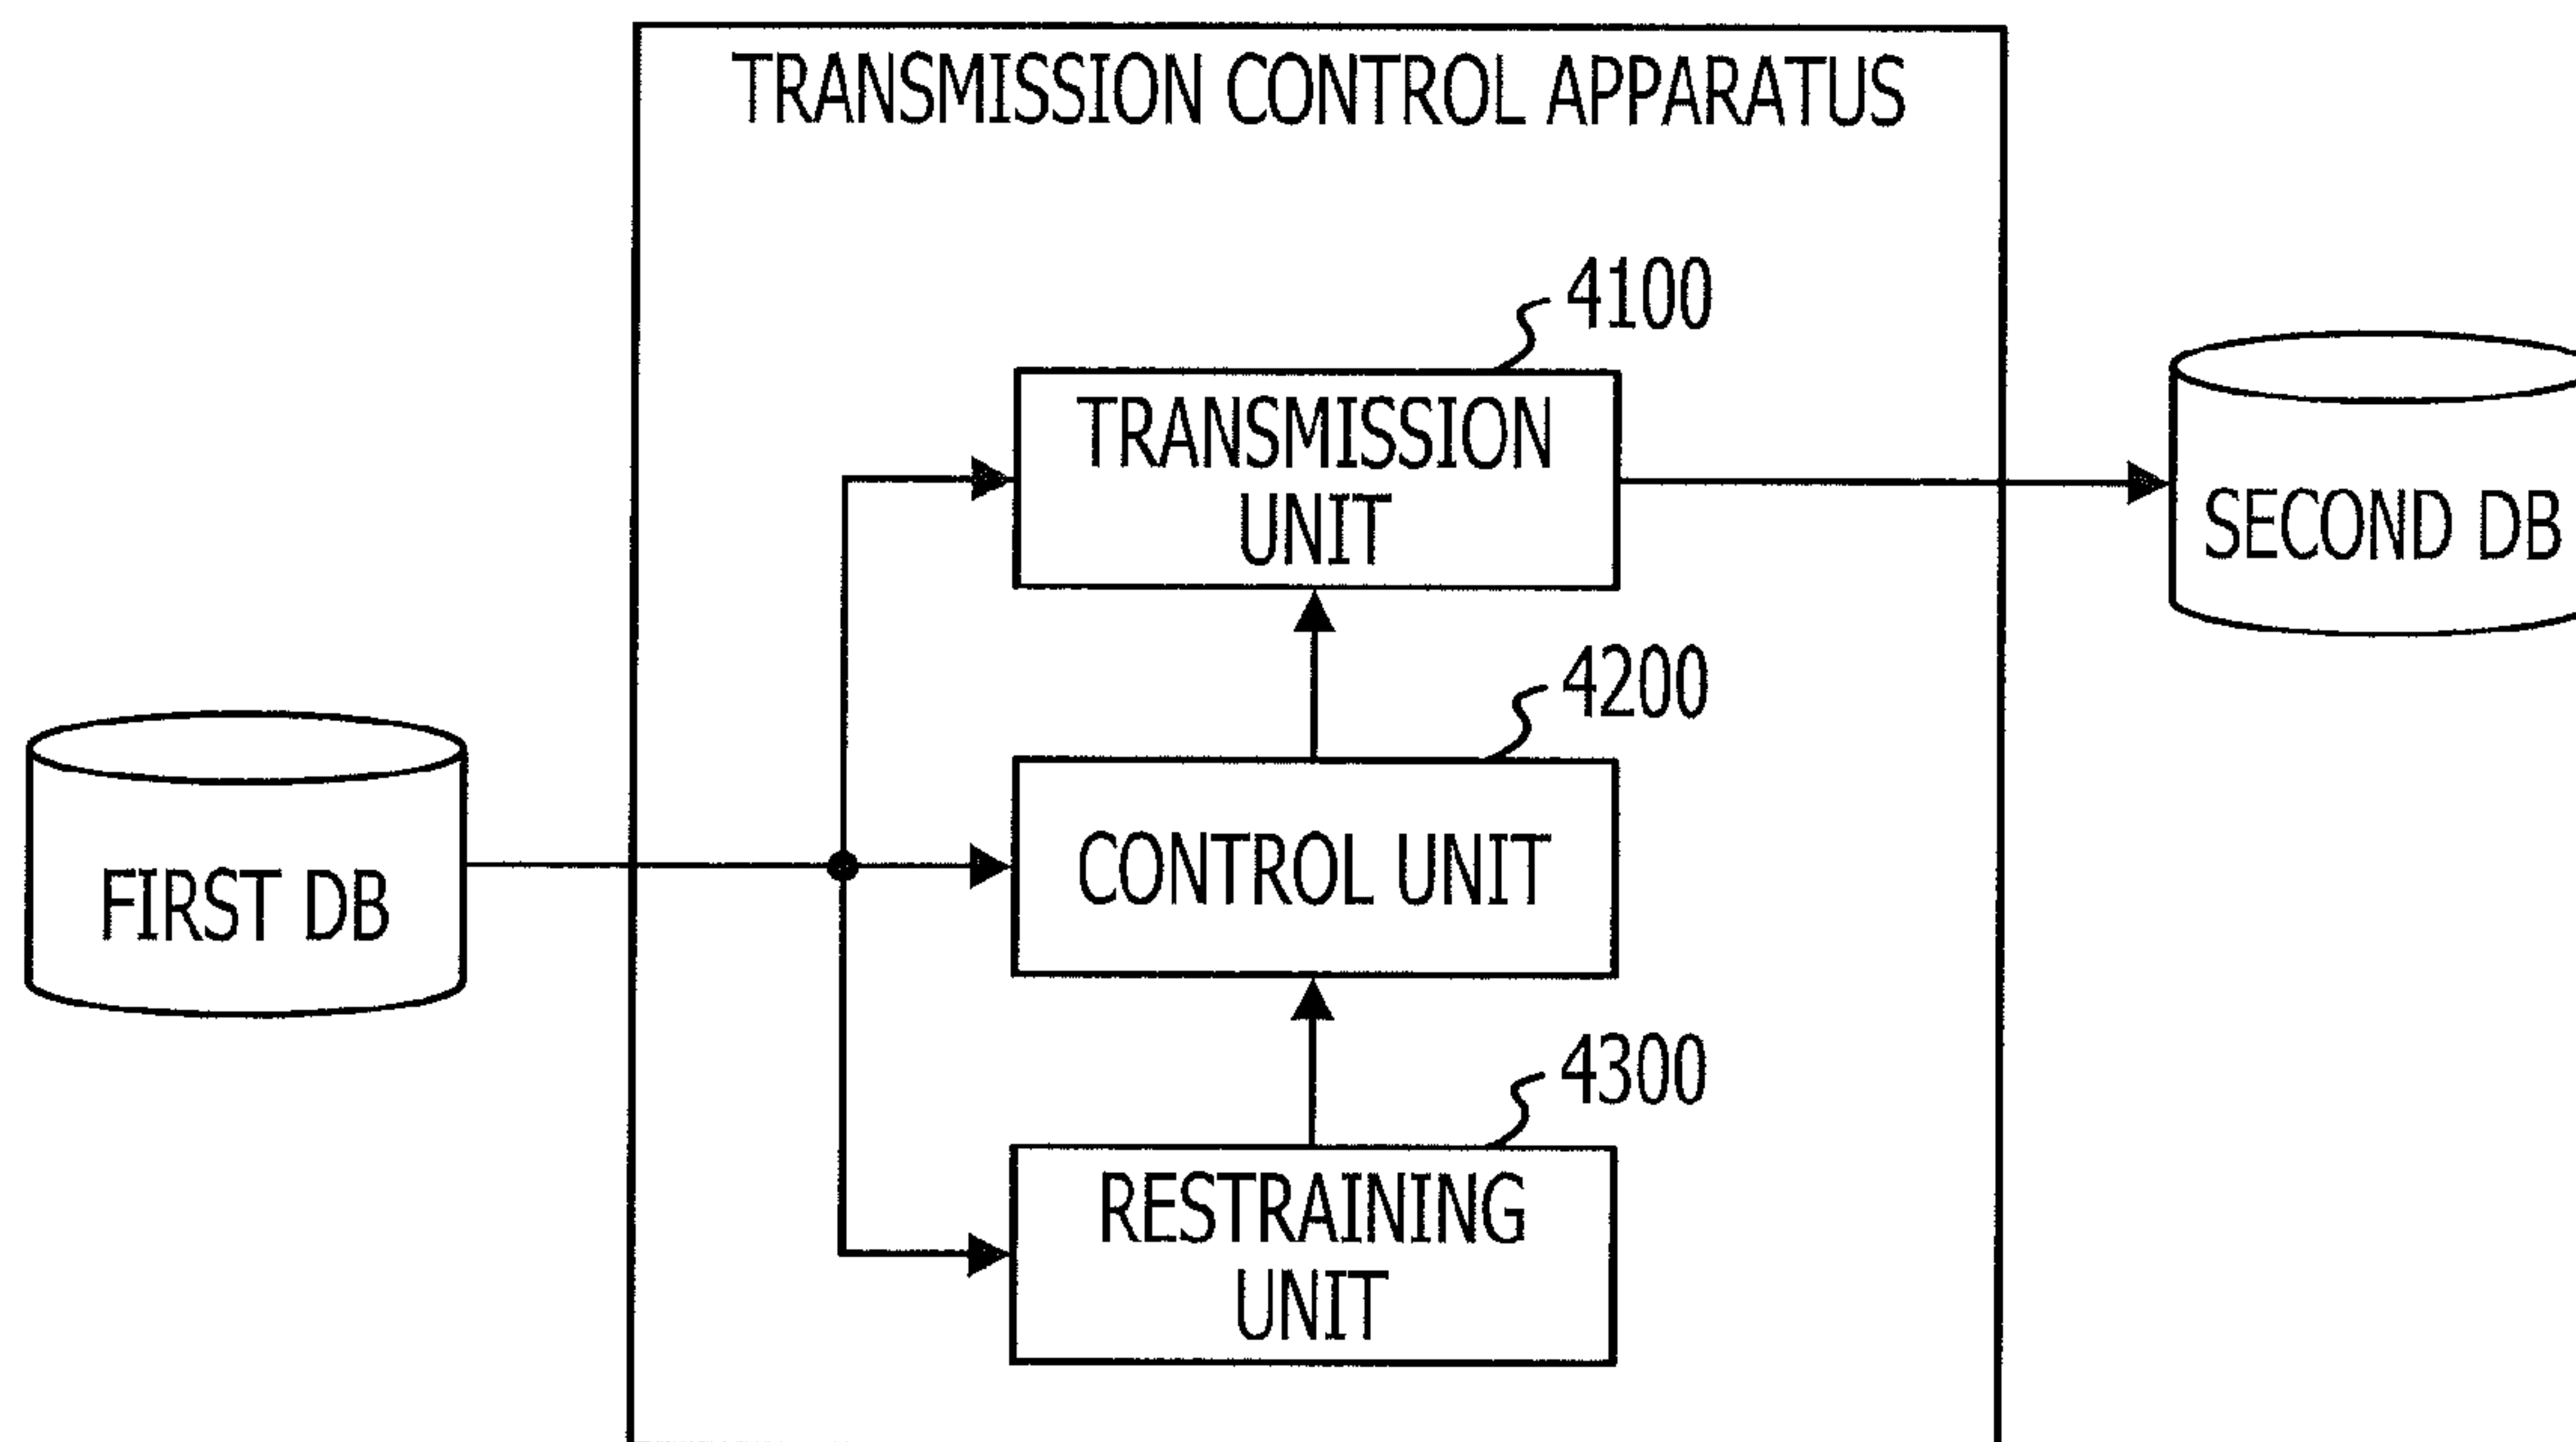 TRANSMISSION CONTROL APPARATUS
4100
TRANSMISSION
UNIT
SECOND DB
4200
CONTROL UNIT
FIRST DB
4300
RESTRAINING
UNIT